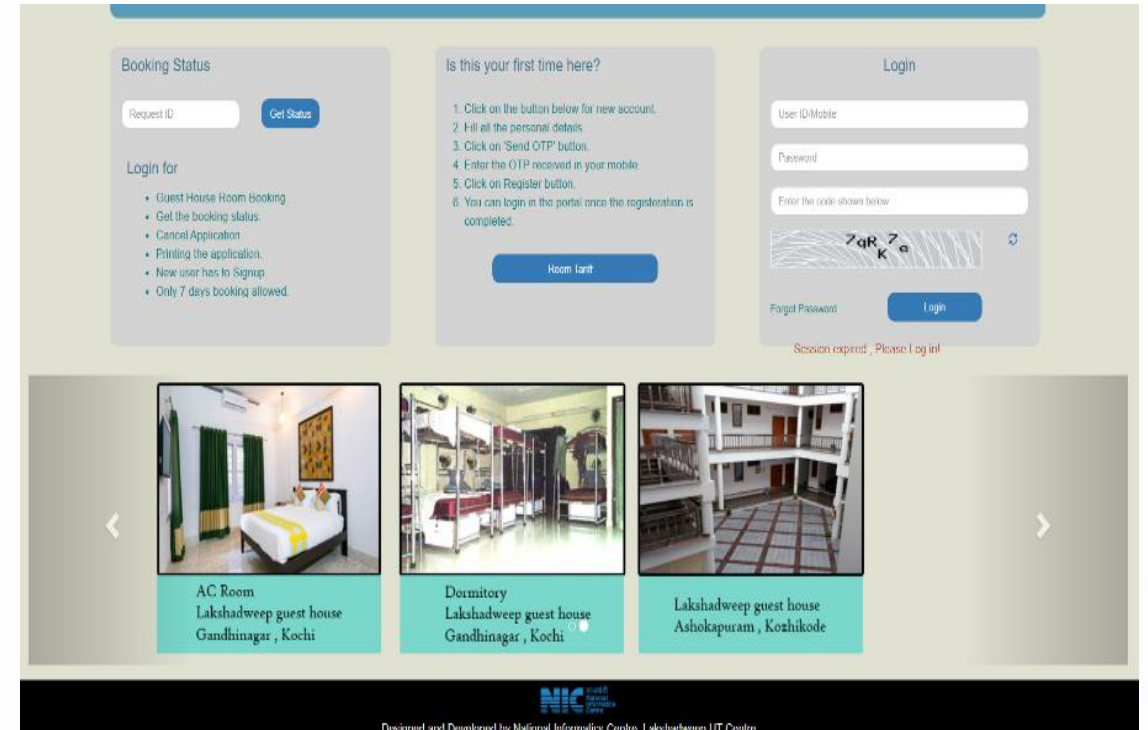 Booking Status
Request ID
Get Status
Login for
Guest House Room Booking.
Get the booking status.
Cancel Application.
Printing the application.
New user has to Signup
Only 7 days booking allowed.
Is this your first time here?
1. Click on the button below for new account.
2. Fill all the personal details.
3. Click on 'Send OTP' button.
4. Enter the OTP received in your mobile
5. Click on Register button.
6. You can login in the portal once the registeration is
completed.
Room Tariff
Login
User ID/Mobile
Password
Enter the code shown below
7qR
K
7
Forgot Password
Login
Session expired , Please Log in!
AC Room
Lakshadweep guest house
Gandhinagar , Kochi
Dormitory
Lakshadweep guest house
Gandhinagar , Kochi
Lakshadweep guest house
Ashokapuram , Kozhikode
NIC
National
Informatics
Centre
Designed and Developed by National Informatics Centre, Lakshadweep UT Centre